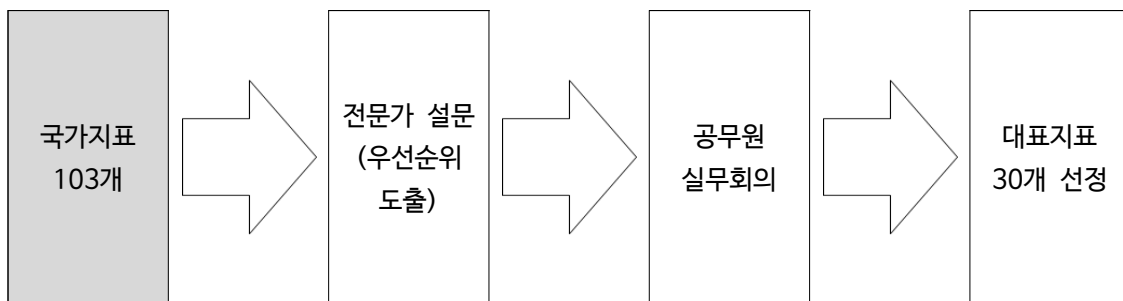 국가지표
103개
전문가 설문
(우선순위
도출)
공무원
실무회의
대표지표
30개 선정